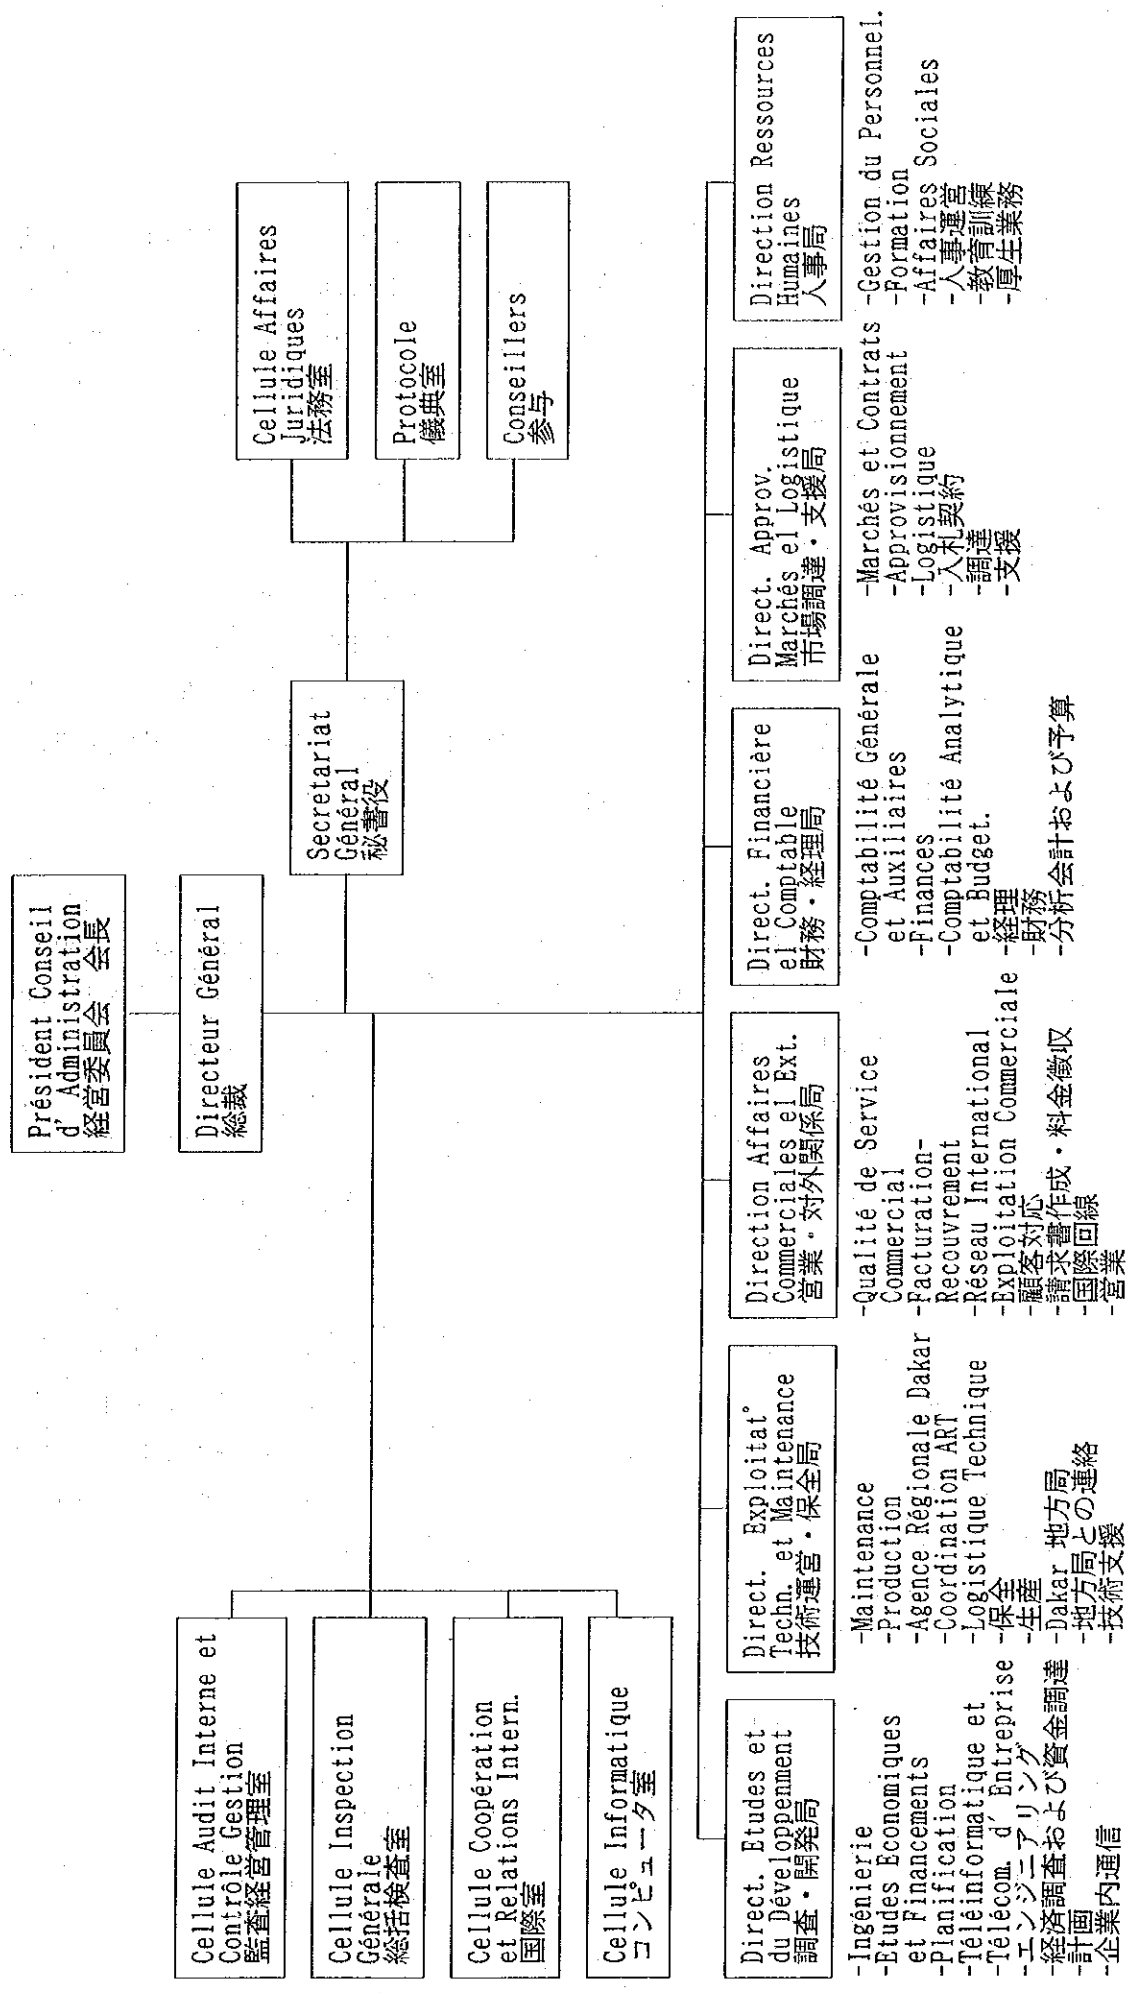 Président Conseil
d' Administration
経営委員会　会長
Directeur Général
総裁
Secretariat
Général
秘書役
Cellule Affaires
Juridiques
法務室
Protocole
儀典室
Conseillers
参与
Cellule Audit Interne et
Contrôle Gestion
監査経営管理室
Cellule Inspection
Générale
総括検査室
Cellule Coopération
et Relations Intern.
国際室
Cellule Informatique
コンピュータ室
Direct. Etudes et
du Développenment
調査・開発局
-Ingénierie
-Etudes Economiques
et Financements
-Planification
-Téléinformatique et
-Télécom. d' Entreprise
-エンジニアリング
-経済調査および資金調達
-計画
-企業内通信
Direct. Exploitat°
Techn. et Maintenance
技術運営・保全局
-Maintenance
-Production
-Agence Régionale Dakar
-Coordination ART
-Logistique Technique
-保全
-生産
-Dakar 地方局
-地方局との連絡
-技術支援
Direction Affaires
Commerciales el Ext.
営業・対外関係局
-Qualité de Service
Commercial
-Facturation-
Recouvrement
-Réseau International
-Exploitation Commerciale
-顧客対応
-請求書作成・料金徴収
-国際回線
-営業
Direct. Financière
el Comptable
財務・経理局
-Comptabilité Générale
et Auxiliaires
-Finances
-Comptabilité Analytique
et Budget.
-経理
-財務
-分析会計および予算
Direct. Approv.
Marchés el Logistique
市場調達・支援局
-Marchés et Contrats
-Approvisionnement
-Logistique
-入札契約
-調達
-支援
Direction Ressources
Humaines
人事局
-Gestion du Personnel.
-Formation
-Affaires Sociales
-人事運営
-教育訓練
-厚生業務